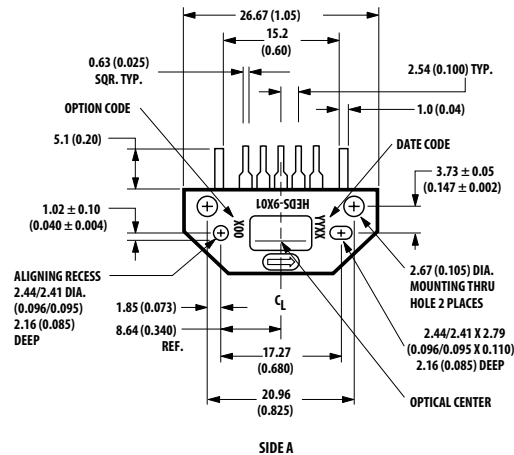 26.67 (1.05)
15.2
(0.60)
0.63 (0.025)
SQR. TYP.
2.54 (0.100) TYP.
OPTION CODE
1.0 (0.04)
5.1 (0.20)
DATE CODE
3.73 ± 0.05
(0.147 ± 0.002)
HEDS-9X01
X00
YYXX
1.02 ± 0.10
(0.040 ± 0.004)
ALIGNING RECESS
2.44/2.41 DIA.
(0.096/0.095)
2.16 (0.085)
DEEP
2.67 (0.105) DIA.
MOUNTING THRU
HOLE 2 PLACES
1.85 (0.073)
CL
8.64 (0.340)
REF.
17.27
(0.680)
2.44/2.41 X 2.79
(0.096/0.095 X 0.110)
2.16 (0.085) DEEP
20.96
(0.825)
OPTICAL CENTER
SIDE A